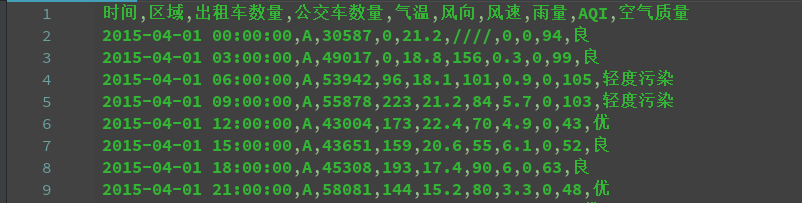 1 时间,区域,出租车数量,公交车数量,气温,风向,风速,雨量,AQI,空气质量
2 2015-04-01 00:00:00,A,30587,0,21.2,////,0,0,94,良
3 2015-04-01 03:00:00,A,49017,0,18.8,156,0.3,0,99,良
4 2015-04-01 06:00:00,A,53942,96,18.1,101,0.9,0,105,轻度污染
5 2015-04-01 09:00:00,A,55878,223,21.2,84,5.7,0,103,轻度污染
6 2015-04-01 12:00:00,A,43004,173,22.4,70,4.9,0,43,优
7 2015-04-01 15:00:00,A,43651,159,20.6,55,6.1,0,52,良
8 2015-04-01 18:00:00,A,45308,193,17.4,90,6,0,63,良
9 2015-04-01 21:00:00,A,58081,144,15.2,80,3.3,0,48,优